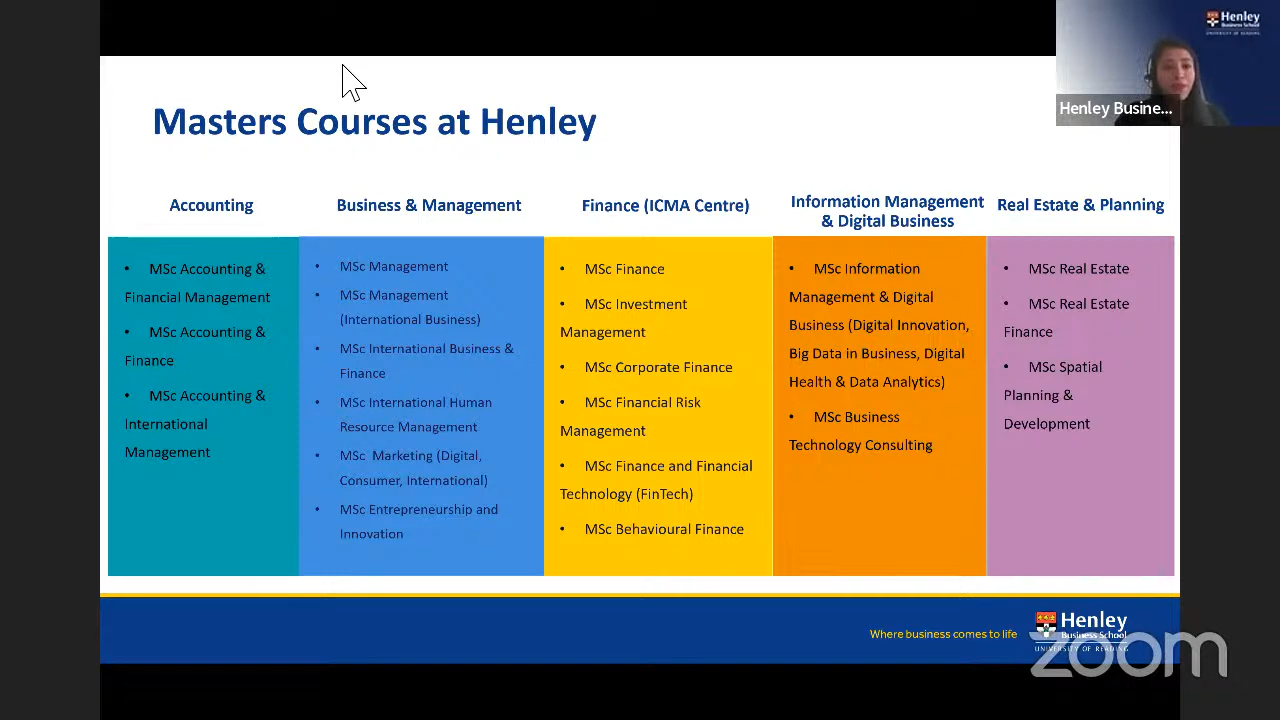 Henley
Business School
UNIVERSITY OF READING
Henley Busine...
Masters Courses at Henley
Accounting
MSc Accounting &
Financial Management
MSc Accounting &
Finance
MSc Accounting &
International
Management
Business & Management
MSc Management
MSc Management
(International Business)
MSc International Business &
Finance
MSc International Human
Resource Management
MSc Marketing (Digital,
Consumer, International)
MSc Entrepreneurship and
Innovation
Finance (ICMA Centre)
MSc Finance
MSc Investment
Management
MSc Corporate Finance
MSc Financial Risk
Management
MSc Finance and Financial
Technology (FinTech)
MSc Behavioural Finance
Information Management
& Digital Business
MSc Information
Management & Digital
Business (Digital Innovation,
Big Data in Business, Digital
Health & Data Analytics)
MSc Business
Technology Consulting
Real Estate & Planning
MSc Real Estate
MSc Real Estate
Finance
MSc Spatial
Planning &
Development
Where business comes to life
Henley
Business School
UNIVERSITY OF READING
zoom